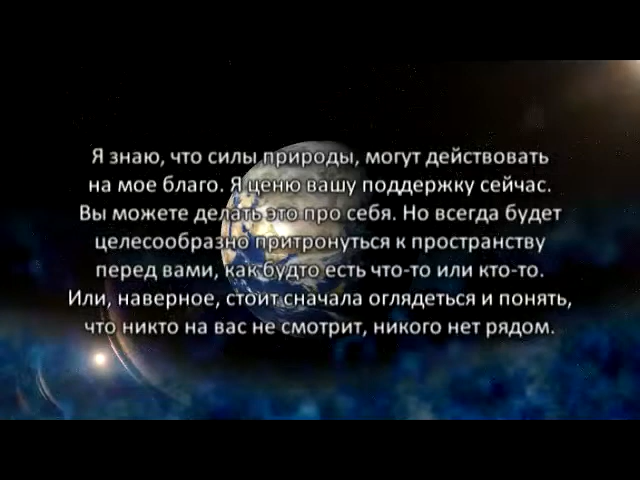 Я знаю, что силы природы, могут действовать
на мое благо. Я ценю вашу поддержку сейчас.
Вы можете делать это про себя. Но всегда будет
целесообразно притронуться к пространству
перед вами, как будто есть что-то или кто-то.
Или, наверное, стоит сначала оглядеться и понять,
что никто на вас не смотрит, никого нет рядом.